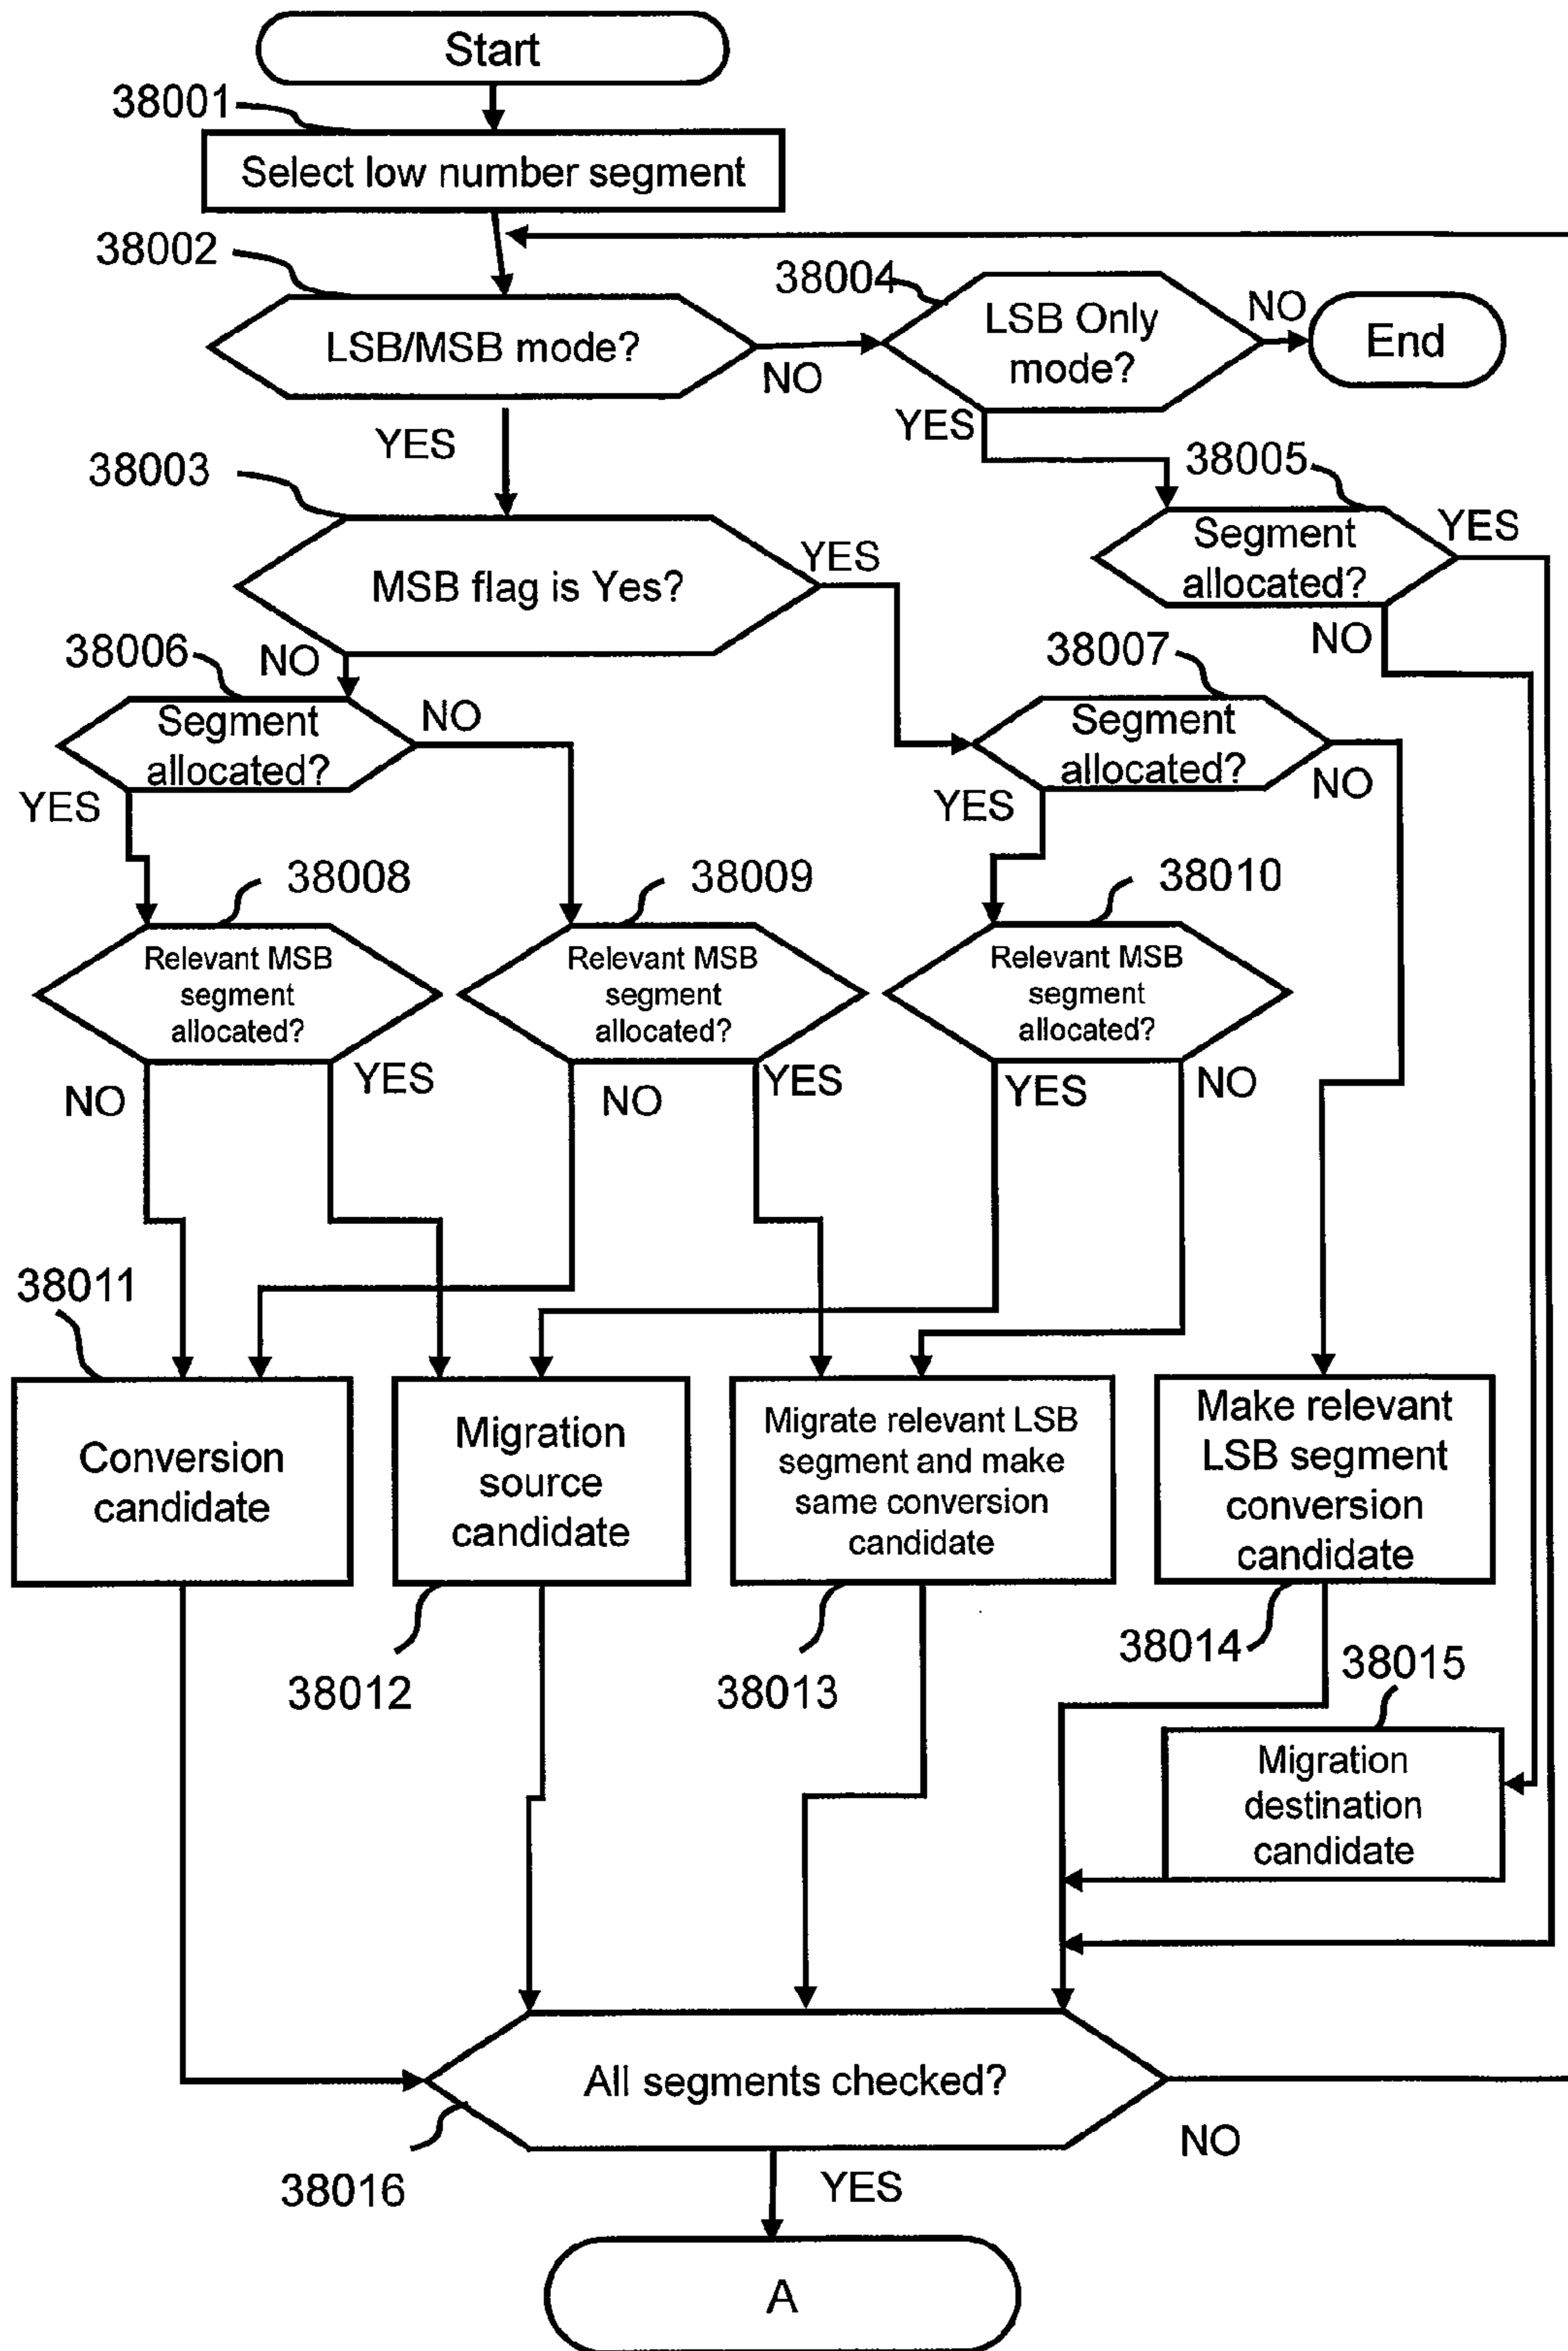 Start
38001
Select low number segment
38002
LSB/MSB mode?
NO
38004
LSB Only
mode?
NO
End
YES
YES
38003
MSB flag is Yes?
YES
38005
Segment
allocated?
YES
NO
NO
38006
Segment
allocated?
NO
YES
38007
Segment
allocated?
NO
YES
38008
Relevant MSB
segment
allocated?
NO
YES
38009
Relevant MSB
segment
allocated?
NO
YES
38010
Relevant MSB
segment
allocated?
YES
NO
38011
Conversion
candidate
Migration
source
candidate
38012
Migrate relevant LSB
segment and make
same conversion
candidate
38013
Make relevant
LSB segment
conversion
candidate
38014
38015
Migration
destination
candidate
All segments checked?
38016
NO
YES
A